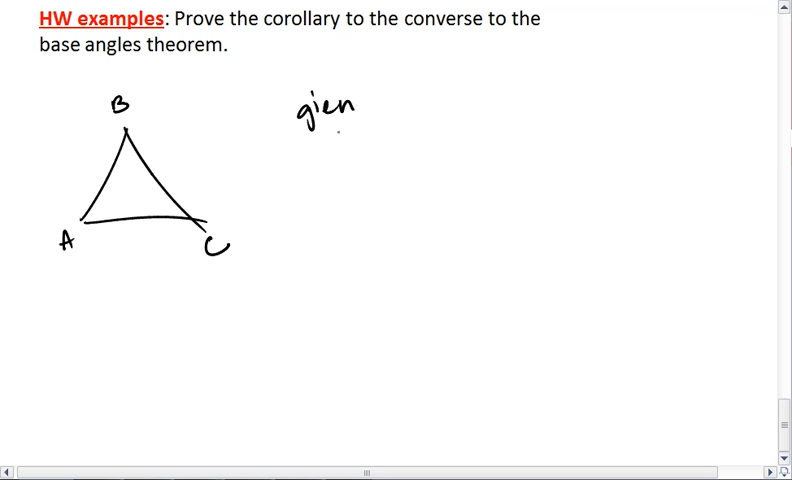 HW examples: Prove the corollary to the converse to the
base angles theorem.
B
gien
A
C